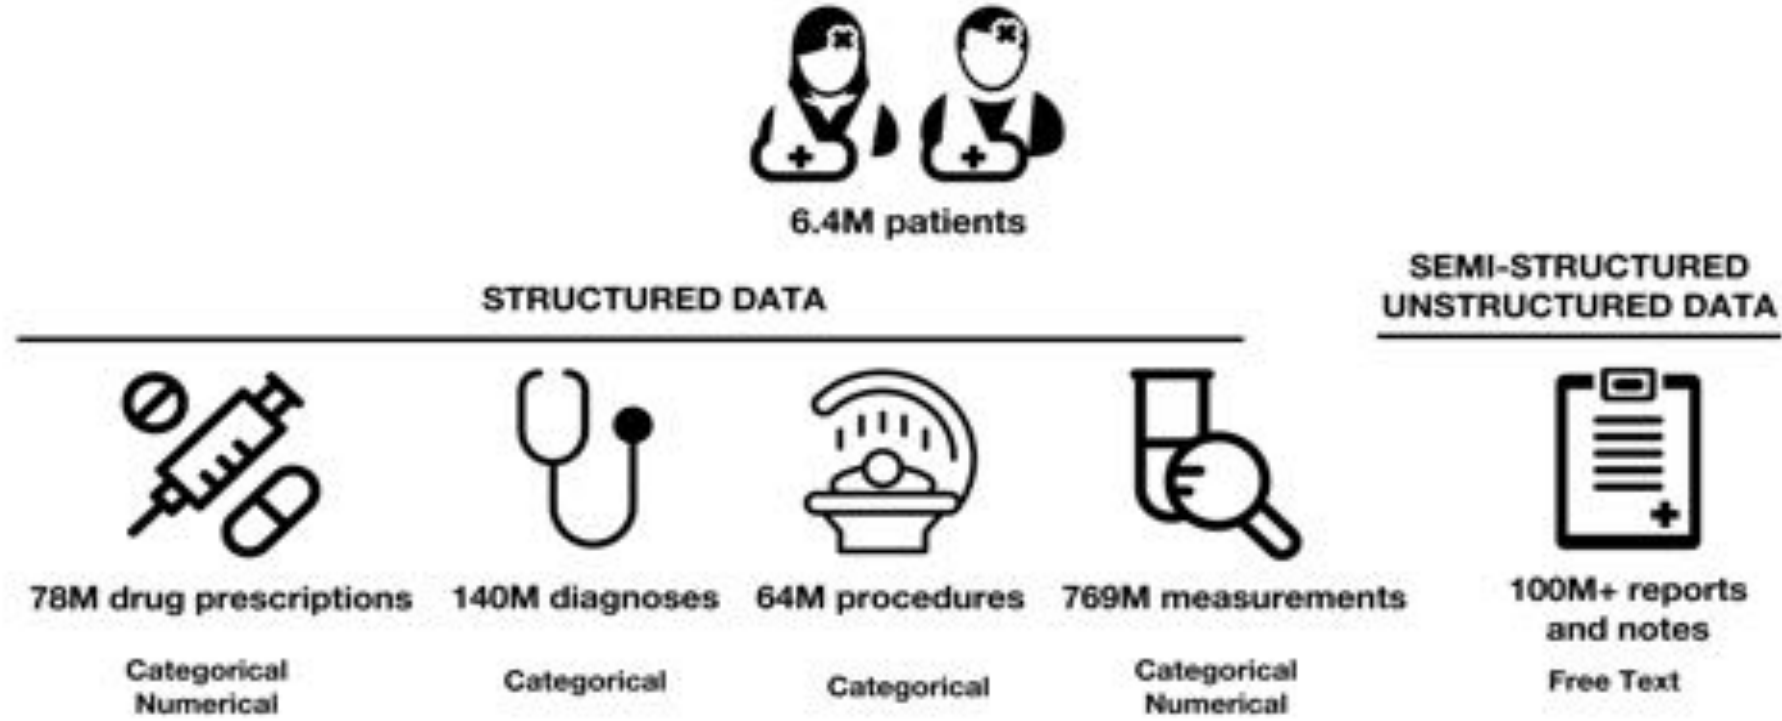 6.4M patients
STRUCTURED DATA
SEMI-STRUCTURED
UNSTRUCTURED DATA
78M drug prescriptions
Categorical
Numerical
140M diagnoses
Categorical
64M procedures
Categorical
769M measurements
Categorical
Numerical
100M+ reports
and notes
Free Text